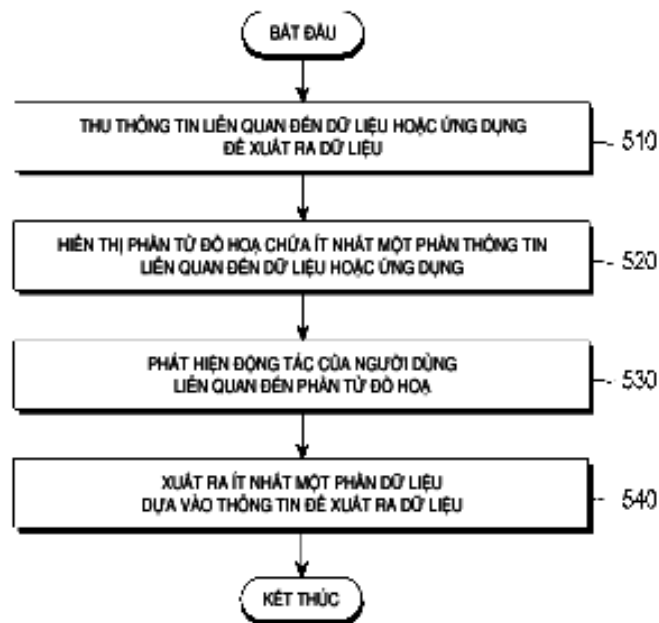 BẮT ĐẦU
THU THÔNG TIN LIÊN QUAN ĐẾN DỮ LIỆU HOẶC ỨNG DỤNG
ĐỂ XUẤT RA DỮ LIỆU
510
HIỂN THỊ PHẦN TỬ ĐỒ HOẠ CHỨA ÍT NHẤT MỘT PHẦN THÔNG TIN
LIÊN QUAN ĐẾN DỮ LIỆU HOẶC ỨNG DỤNG
520
PHÁT HIỆN ĐỘNG TÁC CỦA NGƯỜI DÙNG
LIÊN QUAN ĐẾN PHẦN TỬ ĐỒ HOẠ
530
XUẤT RA ÍT NHẤT MỘT PHẦN DỮ LIỆU
DỰA VÀO THÔNG TIN ĐỂ XUẤT RA DỮ LIỆU
540
KẾT THÚC